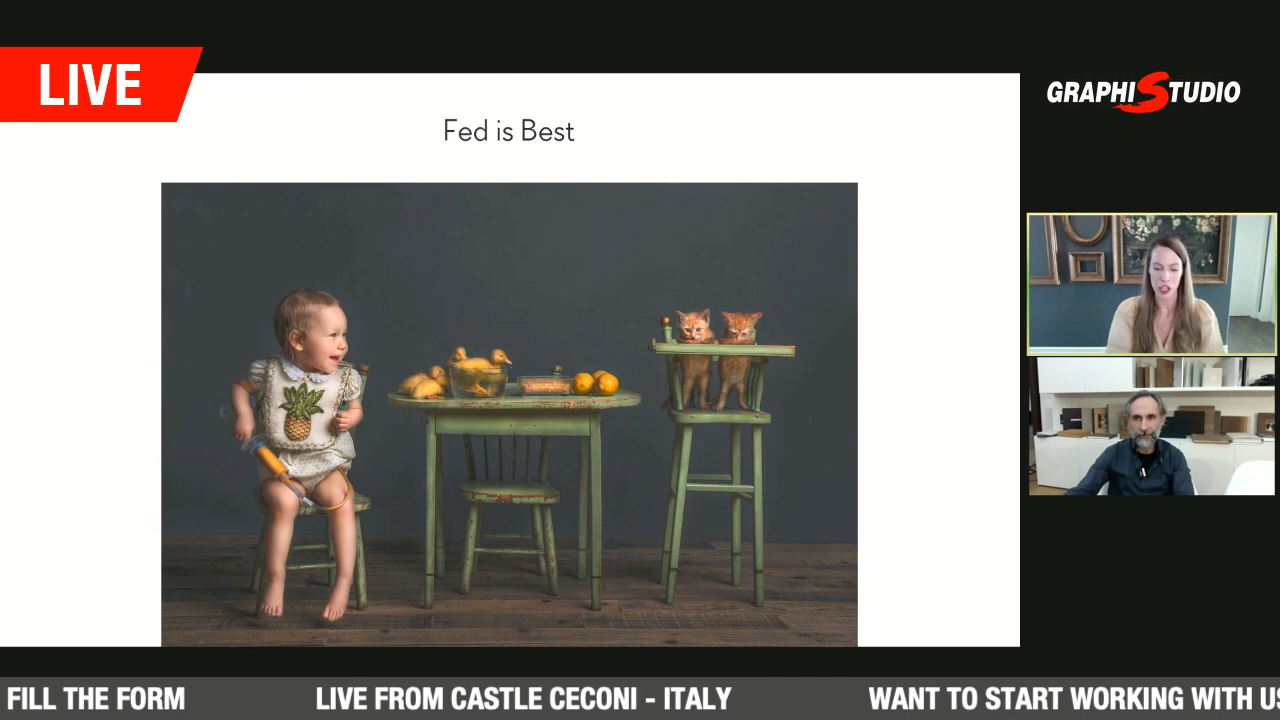 LIVE
GRAPHISTUDIO
Fed is Best
FILL THE FORM
LIVE FROM CASTLE CECONI - ITALY
WANT TO START WORKING WITH US